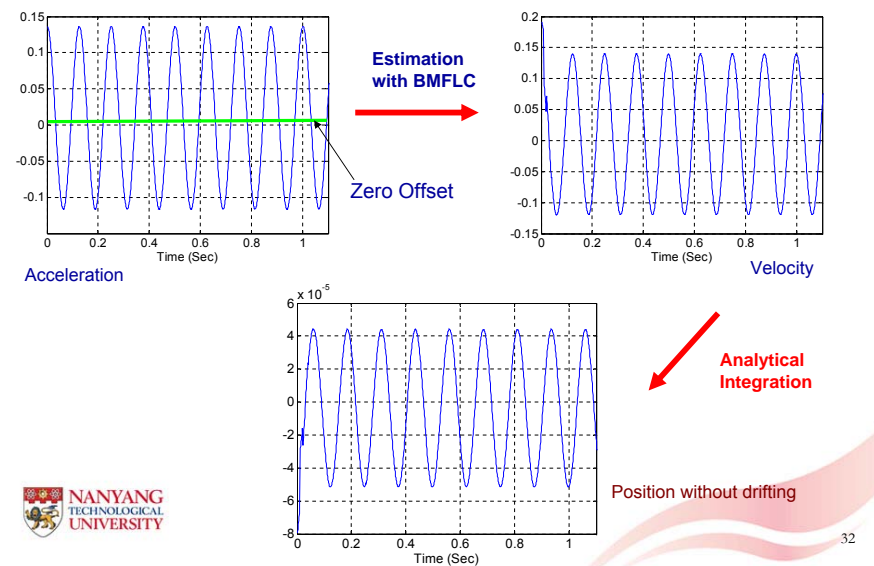 0.15
0.1
0.05
0
-0.05
-0.1
0 0.2 0.4 0.6 0.8 1
Time (Sec)
Acceleration
Zero Offset
Estimation
with BMFLC
0.2
0.15
0.1
0.05
0
-0.05
-0.1
-0.15
0 0.2 0.4 0.6 0.8 1
Time (Sec)
Velocity
x 10-5
6
4
2
0
-2
-4
-6
-8
0 0.2 0.4 0.6 0.8 1
Time (Sec)
Analytical
Integration
Position without drifting
NANYANG
TECHNOLOGICAL
UNIVERSITY
32